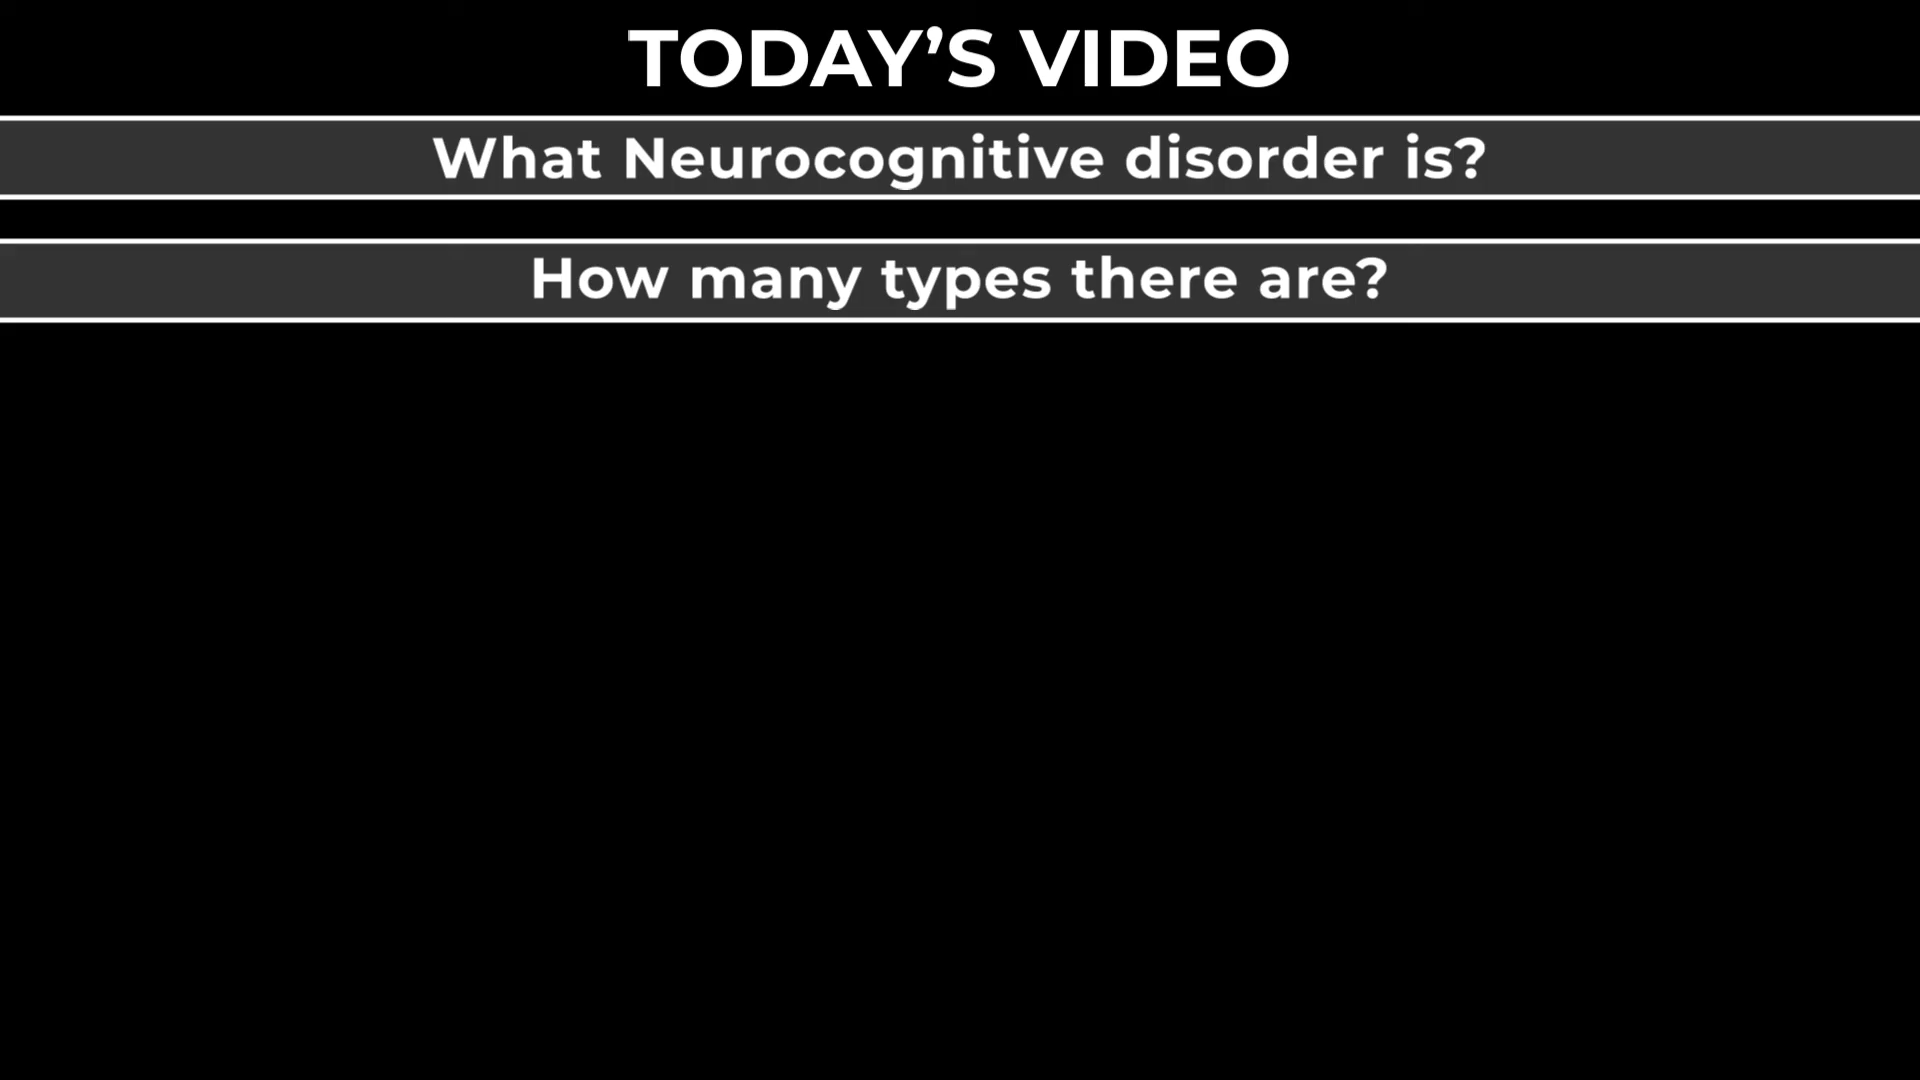 TODAY’S VIDEO
What Neurocognitive disorder is?
How many types there are?